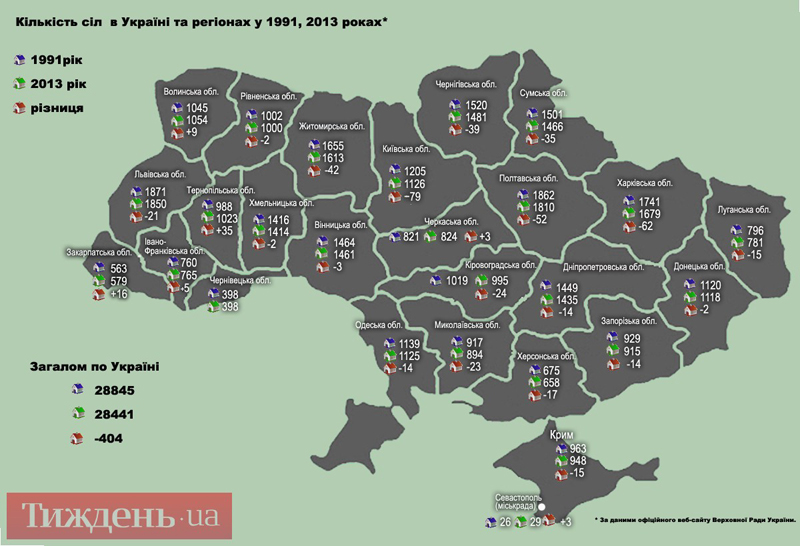 Кількість сіл в Україні та регіонах у 1991, 2013 роках*
1991рік
2013 рік
різниця
Волинська обл.
1045
1054
+9
Рівненська обл.
1002
1000
-2
Житомирська обл.
1655
1613
-42
Київська обл.
1205
1126
-79
Чернігівська обл.
1520
1481
-39
Сумська обл.
1501
1466
-35
Львівська обл.
1871
1850
-21
Тернопільська обл.
988
1023
+35
Хмельницька обл.
1416
1414
-2
Вінницька обл.
1464
1461
-3
Черкаська обл.
821 824 +3
Полтавська обл.
1862
1810
-52
Харківська обл.
1741
1679
-62
Луганська обл.
796
781
-15
Закарпатська обл.
563
579
+16
Івано-
Франківська обл.
760
765
+5
Чернівецька обл.
398
398
Кіровоградська обл.
1019 995
-24
Дніпропетровська обл.
1449
1435
-14
Донецька обл.
1120
1118
-2
Одеська обл.
1139
1125
-14
Миколаївська обл.
917
894
-23
Херсонська обл.
675
658
-17
Запорізька обл.
929
915
-14
Загалом по Україні
28845
28441
-404
Крим
963
948
-15
Севастополь
(міськрада)
26 29 +3
Тиждень.ua
* За даними офіційного веб-сайту Верховної Ради України.